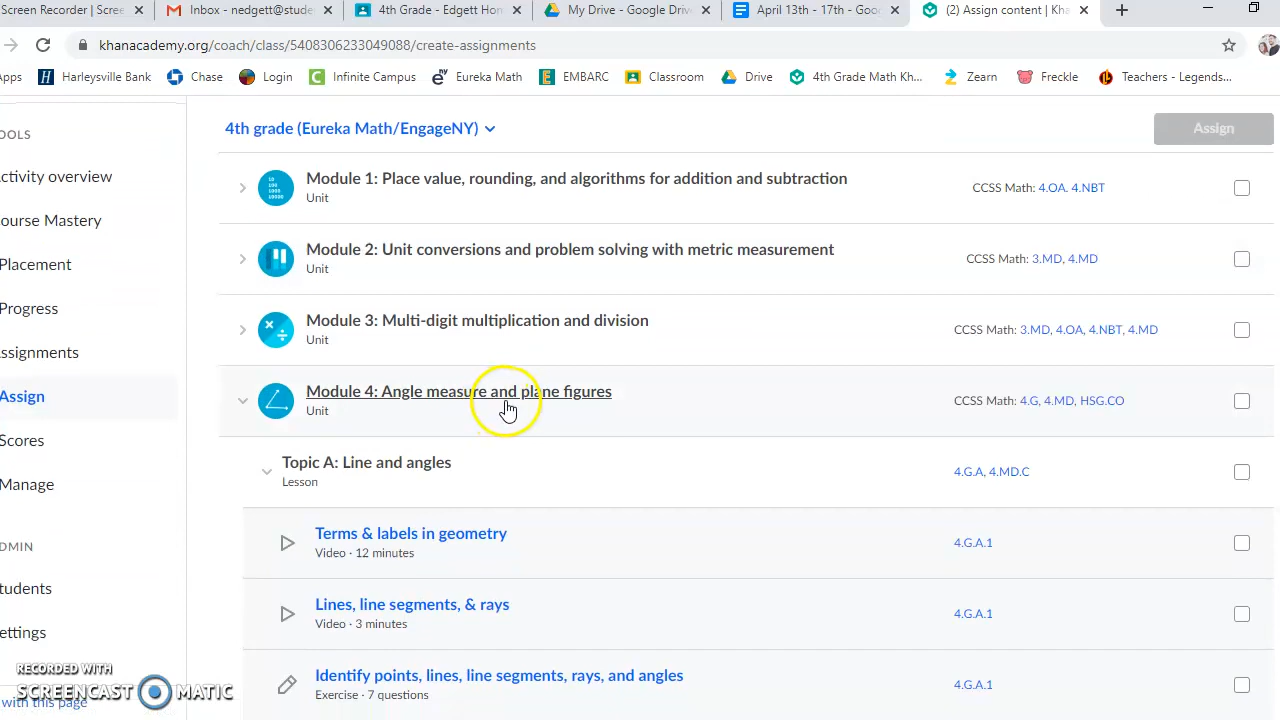 Screen Recorder | Scree
Inbox - nedgett@stude
4th Grade - Edgett Hon
My Drive - Google Driv
April 13th - 17th - Goo
(2) Assign content | Kha
khanacademy.org/coach/class/5408306233049088/create-assignments
pps
Harleysville Bank
Chase
Login
Infinite Campus
Eureka Math
EMBARC
Classroom
Drive
4th Grade Math Kh...
Zearn
Freckle
Teachers - Legends...
OOLS
ctivity overview
ourse Mastery
Placement
Progress
ssignments
Assign
Scores
Manage
DMIN
tudents
ettings
with this page
4th grade (Eureka Math/EngageNY)
Assign
Module 1: Place value, rounding, and algorithms for addition and subtraction
Unit
CCSS Math: 4.OA. 4.NBT
Module 2: Unit conversions and problem solving with metric measurement
Unit
CCSS Math: 3.MD, 4.MD
Module 3: Multi-digit multiplication and division
Unit
CCSS Math: 3.MD, 4.OA, 4.NBT, 4.MD
Module 4: Angle measure and plane figures
Unit
CCSS Math: 4.G, 4.MD, HSG.CO
Topic A: Line and angles
Lesson
4.G.A, 4.MD.C
Terms & labels in geometry
Video · 12 minutes
4.G.A.1
Lines, line segments, & rays
Video · 3 minutes
4.G.A.1
Identify points, lines, line segments, rays, and angles
Exercise · 7 questions
4.G.A.1
RECORDED WITH
SCREENCAST MATIC